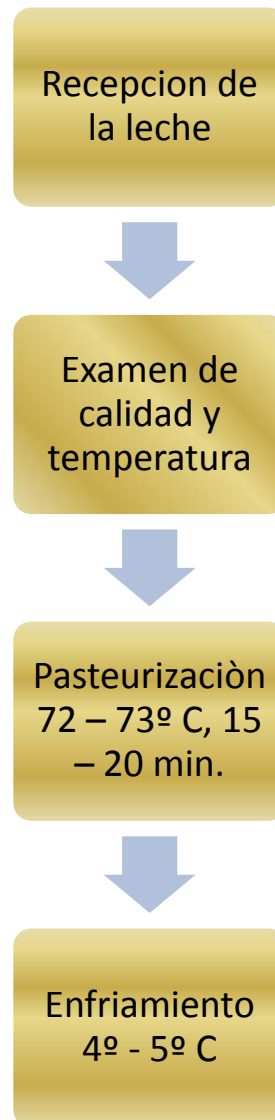 Recepcion de
la leche
Examen de
calidad y
temperatura
Pasteurizaciòn
72 – 73º C, 15
– 20 min.
Enfriamiento
4º - 5º C